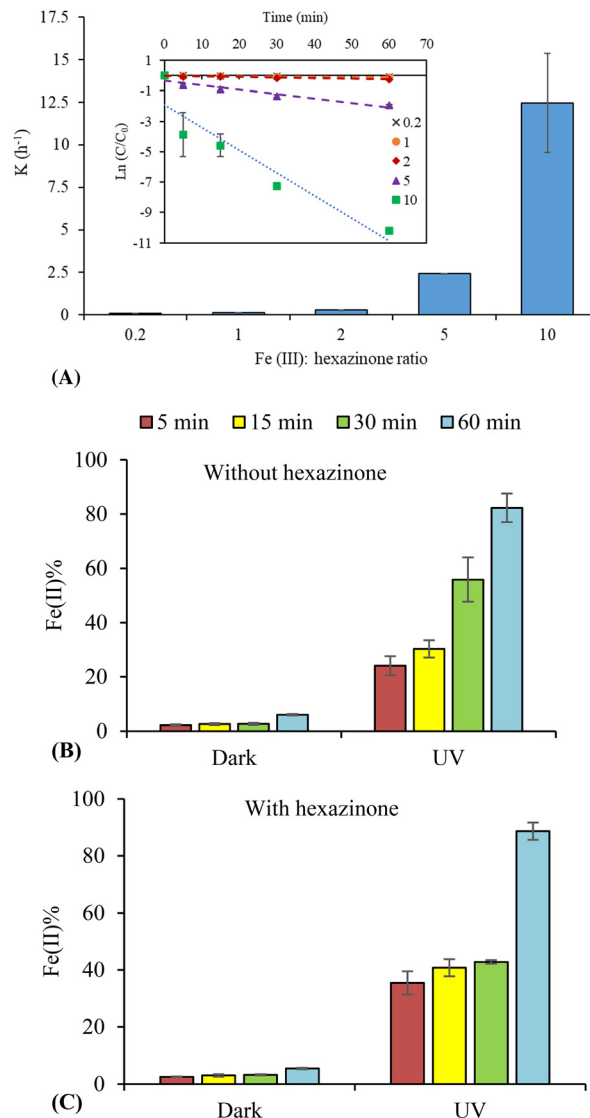 17.5
15
12.5
10
7.5
5
2.5
0
K (h-1)
Time (min)
0 10 20 30 40 50 60 70
1
-1
-3
-5
-7
-9
-11
Ln (C/C0)
0.2
1
2
5
10
0.2 1 2 5 10
Fe (III): hexazinone ratio
(A)
5 min 15 min 30 min 60 min
Without hexazinone
100
80
60
40
20
0
Fe(II)%
Dark UV
(B)
With hexazinone
100
80
60
40
20
0
Fe(II)%
Dark UV
(C)